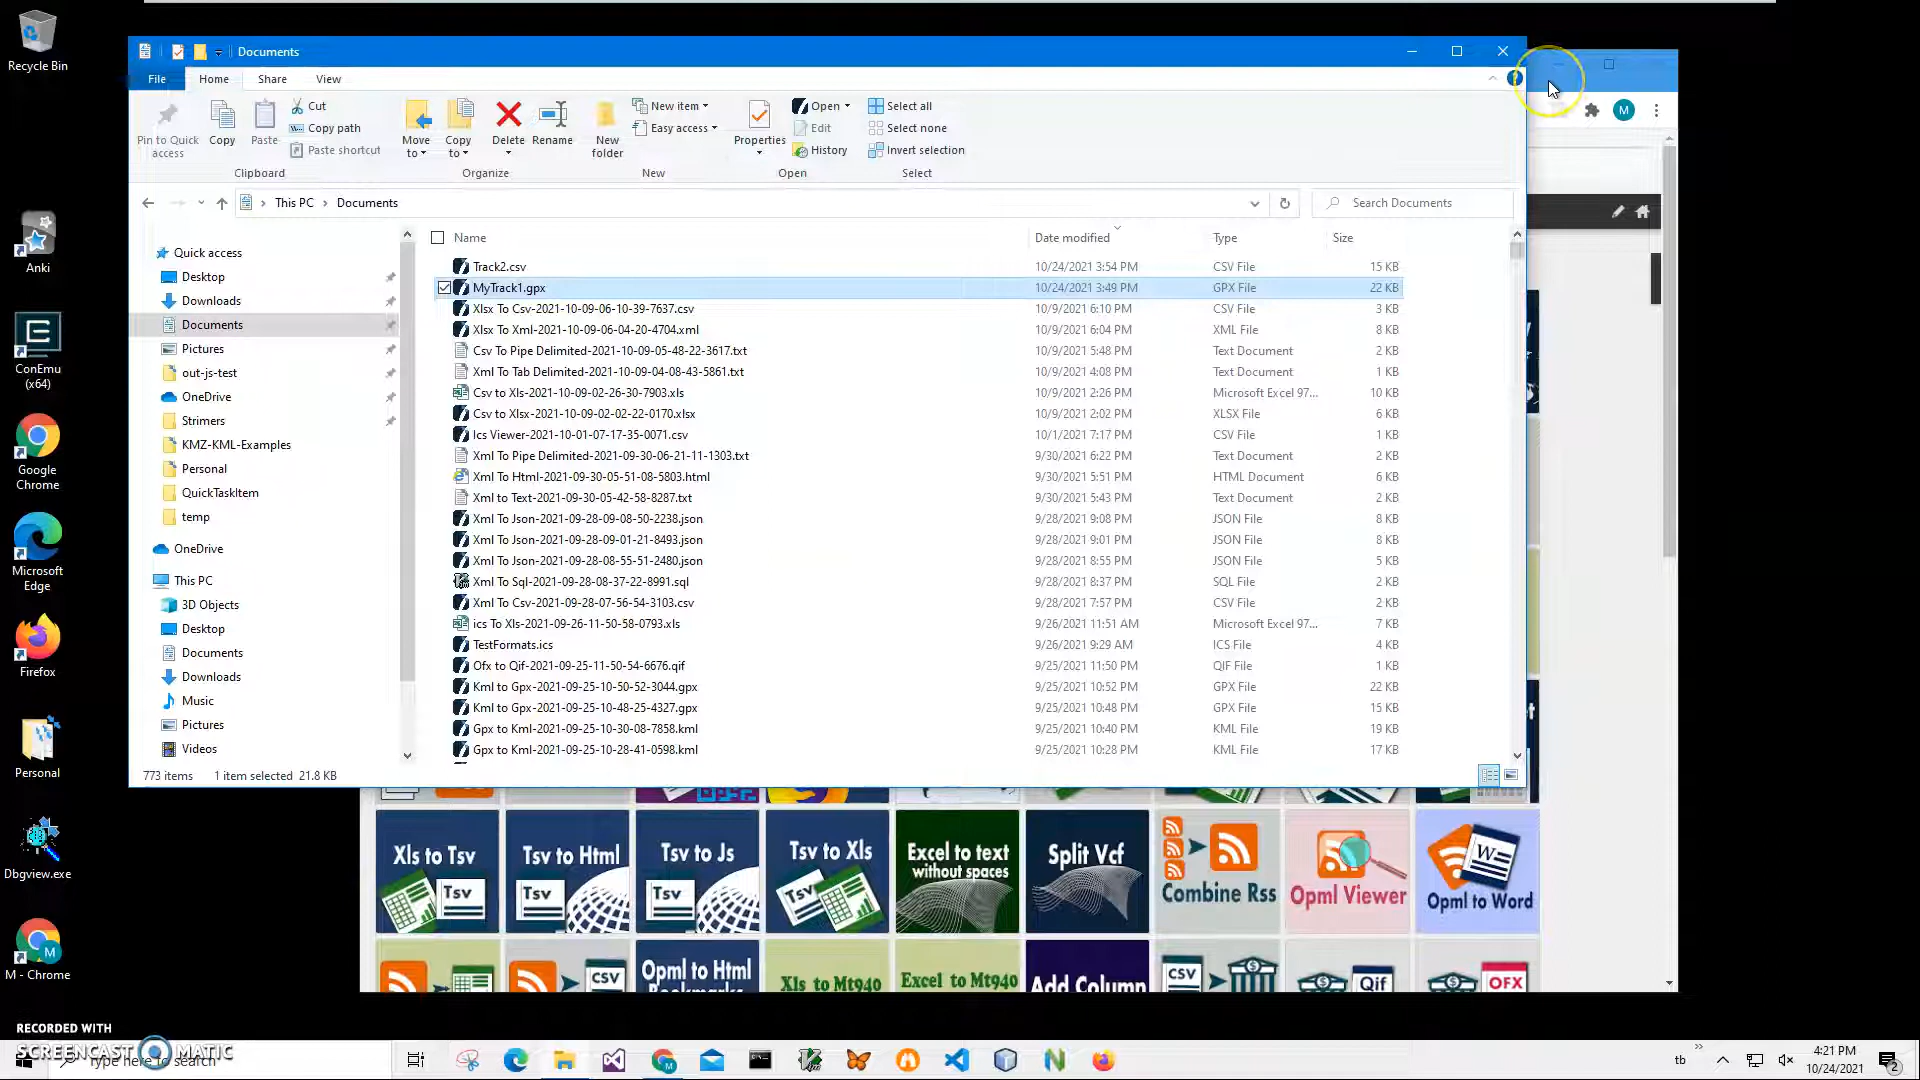 Recycle Bin
Anki
ConEmu
(x64)
Google
Chrome
Microsoft
Edge
Firefox
Personal
Dbgview.exe
M - Chrome
Documents
File Home Share View
Pin to Quick
access
Copy
Paste
Cut
Copy path
Paste shortcut
Clipboard
Move
to
Copy
to
Delete
Rename
Organize
New
folder
New item
Easy access
New
Properties
Open
Edit
History
Open
Select all
Select none
Invert selection
Select
M
This PC > Documents
Search Documents
Quick access
Desktop
Downloads
Documents
Pictures
out-js-test
OneDrive
Strimers
KMZ-KML-Examples
Personal
QuickTaskItem
temp
OneDrive
This PC
3D Objects
Desktop
Documents
Downloads
Music
Pictures
Videos
Name Date modified Type Size
Track2.csv 10/24/2021 3:54 PM CSV File 15 KB
MyTrack1.gpx 10/24/2021 3:49 PM GPX File 22 KB
Xlsx To Csv-2021-10-09-06-10-39-7637.csv 10/9/2021 6:10 PM CSV File 3 KB
Xlsx To Xml-2021-10-09-06-04-20-4704.xml 10/9/2021 6:04 PM XML File 8 KB
Csv To Pipe Delimited-2021-10-09-05-48-22-3617.txt 10/9/2021 5:48 PM Text Document 2 KB
Xml To Tab Delimited-2021-10-09-04-08-43-5861.txt 10/9/2021 4:08 PM Text Document 1 KB
Csv to Xls-2021-10-09-02-26-30-7903.xls 10/9/2021 2:26 PM Microsoft Excel 97... 10 KB
Csv to Xlsx-2021-10-09-02-02-22-0170.xlsx 10/9/2021 2:02 PM XLSX File 6 KB
Ics Viewer-2021-10-01-07-17-35-0071.csv 10/1/2021 7:17 PM CSV File 1 KB
Xml To Pipe Delimited-2021-09-30-06-21-11-1303.txt 9/30/2021 6:22 PM Text Document 2 KB
Xml To Html-2021-09-30-05-51-08-5803.html 9/30/2021 5:51 PM HTML Document 6 KB
Xml to Text-2021-09-30-05-42-58-8287.txt 9/30/2021 5:43 PM Text Document 2 KB
Xml To Json-2021-09-28-09-08-50-2238.json 9/28/2021 9:08 PM JSON File 8 KB
Xml To Json-2021-09-28-09-01-21-8493.json 9/28/2021 9:01 PM JSON File 8 KB
Xml To Json-2021-09-28-08-55-51-2480.json 9/28/2021 8:55 PM JSON File 8 KB
Xml To Sql-2021-09-28-08-37-22-8991.sql 9/28/2021 8:37 PM SQL File 2 KB
Xml To Csv-2021-09-28-07-56-54-3103.csv 9/28/2021 7:57 PM CSV File 2 KB
ics To Xls-2021-09-26-11-50-58-0793.xls 9/26/2021 11:51 AM Microsoft Excel 97... 7 KB
TestFormats.ics 9/26/2021 9:29 AM ICS File 4 KB
Ofx to Qif-2021-09-25-11-50-54-6676.qif 9/25/2021 11:50 PM QIF File 1 KB
Kml to Gpx-2021-09-25-10-50-52-3044.gpx 9/25/2021 10:52 PM GPX File 22 KB
Kml to Gpx-2021-09-25-10-48-25-4327.gpx 9/25/2021 10:48 PM GPX File 15 KB
Gpx to Kml-2021-09-25-10-30-08-7858.kml 9/25/2021 10:40 PM KML File 19 KB
Gpx to Kml-2021-09-25-10-28-41-0598.kml 9/25/2021 10:28 PM KML File 17 KB
773 items 1 item selected 21.8 KB
Xls to Tsv
Tsv
Tsv to Html
Tsv
Tsv to Js
Tsv
Tsv to Xls
Tsv
Excel to text
without spaces
Split Vcf
Combine Rss
Opml Viewer
W
Opml to Word
CSV
Opml to Html
Bookmarks
Xls to Mt940
Excel to Mt940
Add Column
CSV
Qif
OFX
RECORDED WITH
SCREENCAST MATIC
Type here to search
tb
4:21 PM
10/24/2021
2